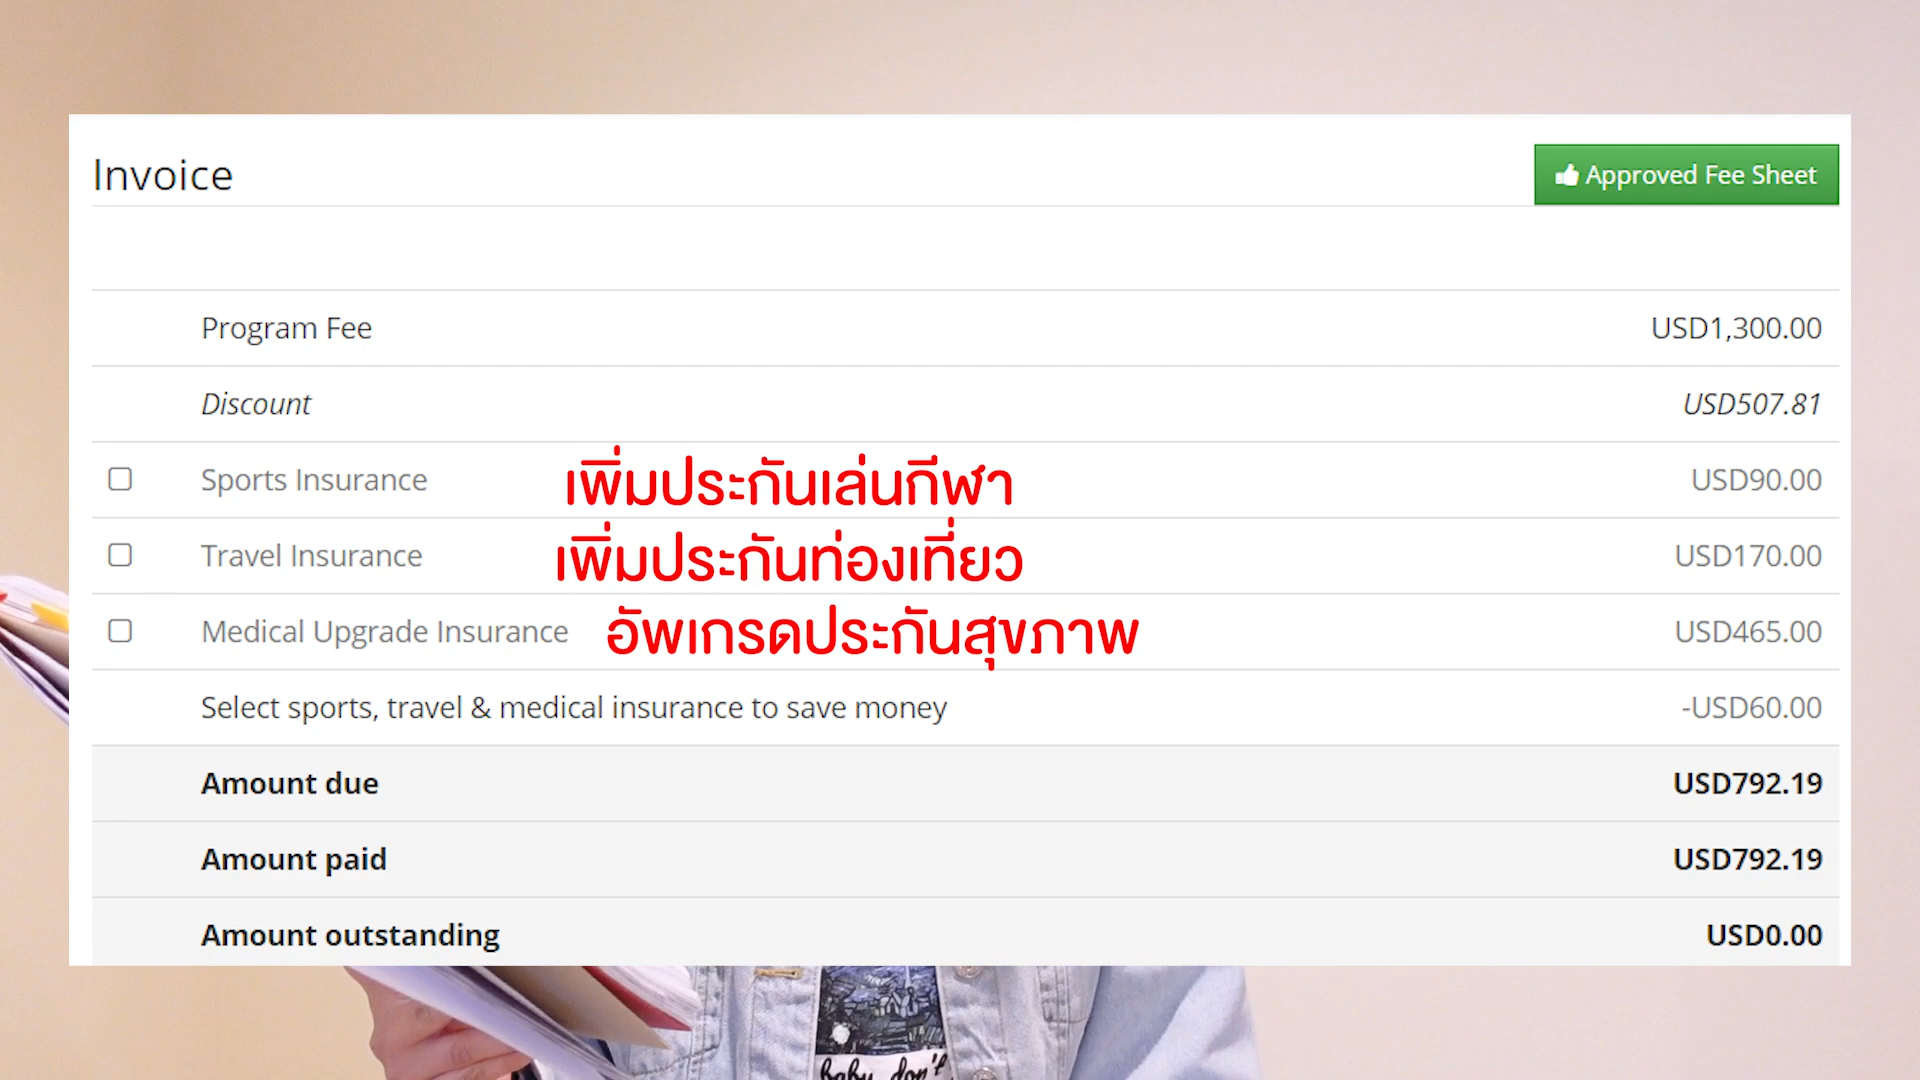 Invoice
Approved Fee Sheet
Program Fee USD1,300.00
Discount USD507.81
Sports Insurance เพิ่มประกันเล่นกีฬา USD90.00
Travel Insurance เพิ่มประกันท่องเที่ยว USD170.00
Medical Upgrade Insurance อัพเกรดประกันสุขภาพ USD465.00
Select sports, travel & medical insurance to save money -USD60.00
Amount due USD792.19
Amount paid USD792.19
Amount outstanding USD0.00
baby don't